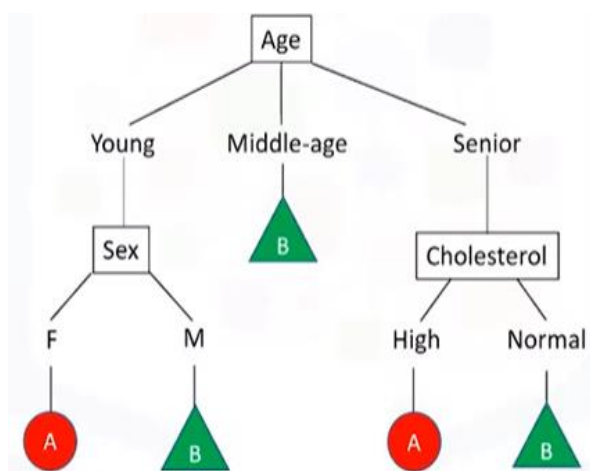 Age
Young Middle-age Senior
B
Sex Cholesterol
F M High Normal
A B A B